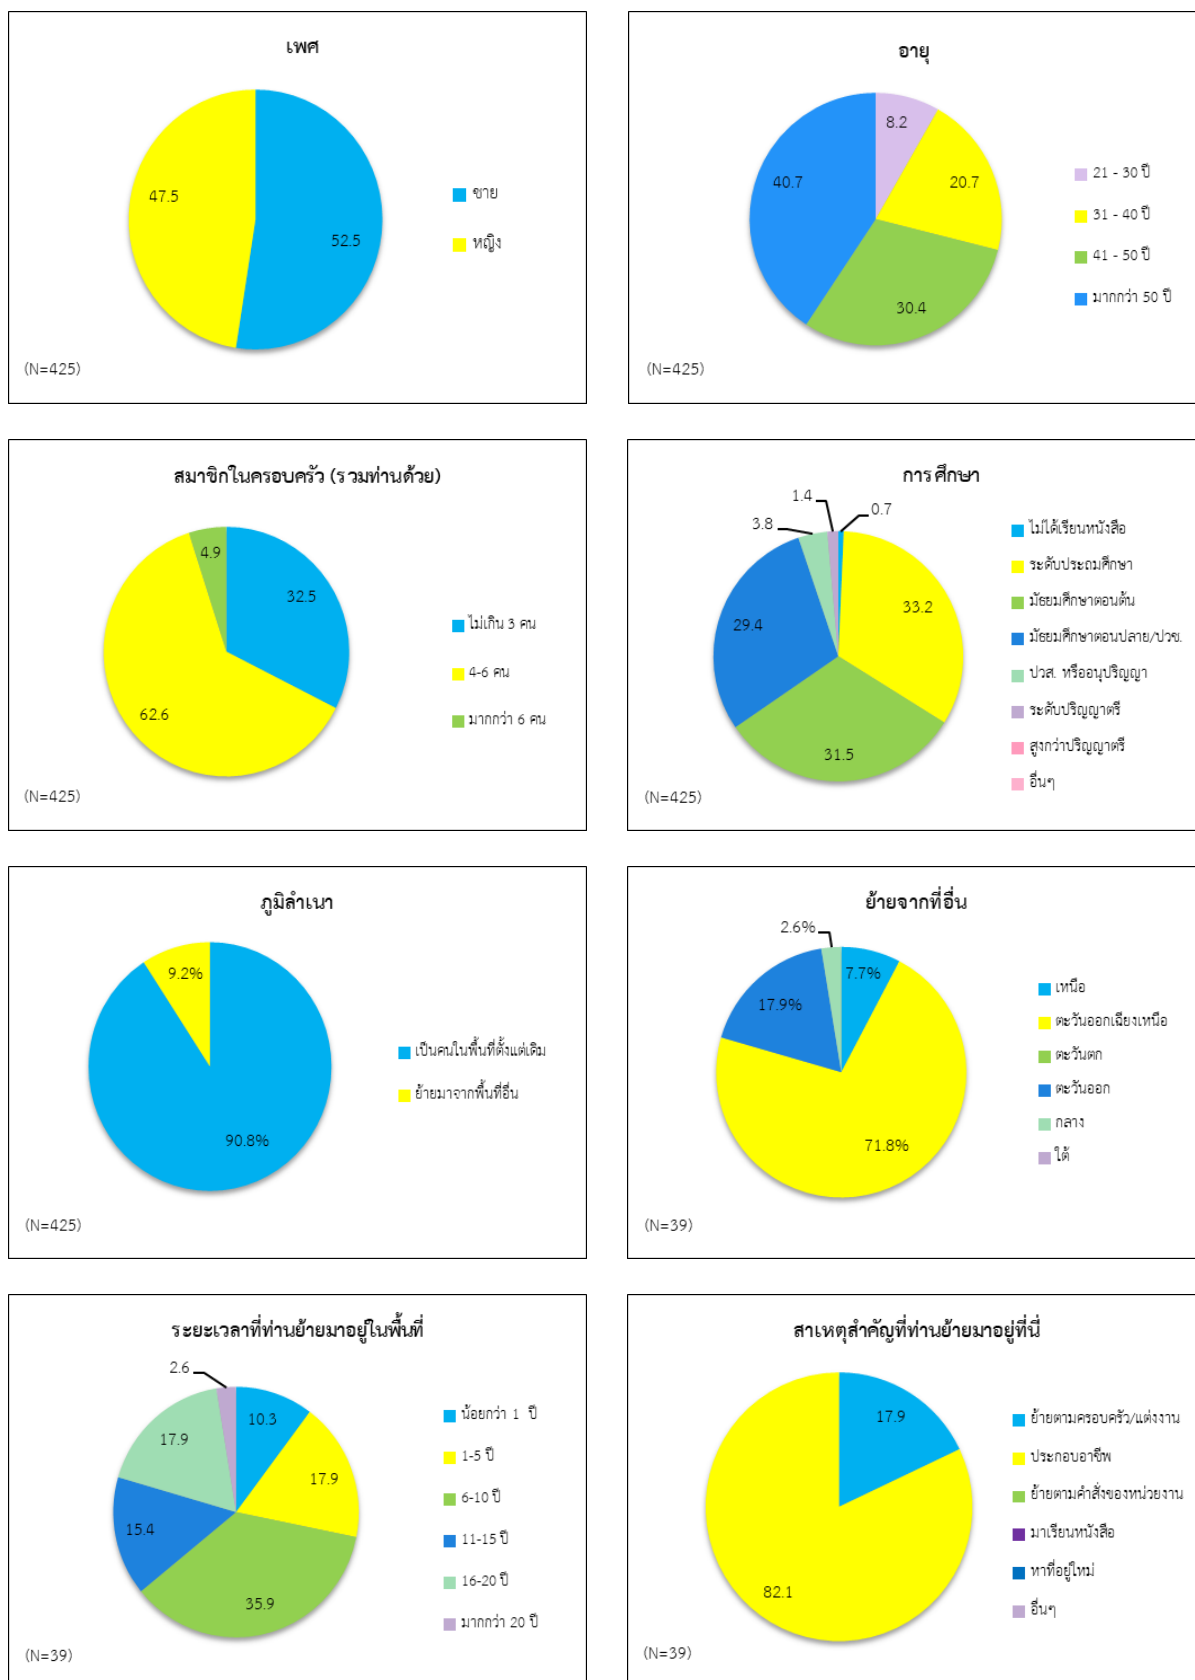 เพศ
47.5
52.5
ชาย
หญิง
(N=425)
อายุ
8.2
20.7
30.4
40.7
21 - 30 ปี
31 - 40 ปี
41 - 50 ปี
มากกว่า 50 ปี
(N=425)
สมาชิกในครอบครัว (รวมท่านด้วย)
4.9
32.5
62.6
ไม่เกิน 3 คน
4-6 คน
มากกว่า 6 คน
(N=425)
การศึกษา
1.4
0.7
3.8
33.2
29.4
31.5
ไม่ได้เรียนหนังสือ
ระดับประถมศึกษา
มัธยมศึกษาตอนต้น
มัธยมศึกษาตอนปลาย/ปวช.
ปวส. หรืออนุปริญญา
ระดับปริญญาตรี
สูงกว่าปริญญาตรี
อื่นๆ
(N=425)
ภูมิลำเนา
9.2%
90.8%
เป็นคนในพื้นที่ตั้งแต่เดิม
ย้ายมาจากพื้นที่อื่น
(N=425)
ย้ายจากที่อื่น
2.6%
7.7%
17.9%
71.8%
เหนือ
ตะวันออกเฉียงเหนือ
ตะวันตก
ตะวันออก
กลาง
ใต้
(N=39)
ระยะเวลาที่ท่านย้ายมาอยู่ในพื้นที่
2.6
10.3
17.9
17.9
15.4
35.9
น้อยกว่า 1 ปี
1-5 ปี
6-10 ปี
11-15 ปี
16-20 ปี
มากกว่า 20 ปี
(N=39)
สาเหตุสำคัญที่ท่านย้ายมาอยู่ที่นี่
17.9
82.1
ย้ายตามครอบครัว/แต่งงาน
ประกอบอาชีพ
ย้ายตามคำสั่งของหน่วยงาน
มาเรียนหนังสือ
หาที่อยู่ใหม่
อื่นๆ
(N=39)